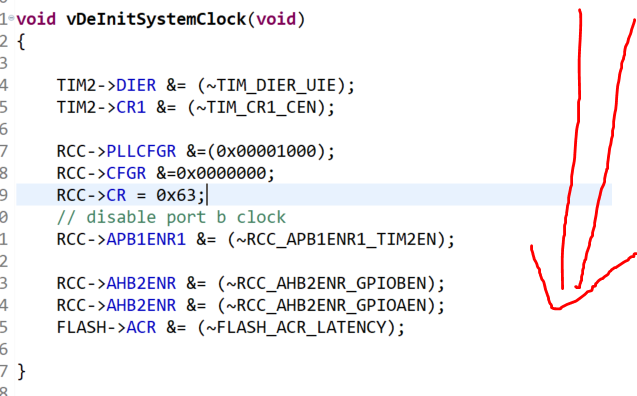 1 void vDeInitSystemClock(void)
2 {
3
4 TIM2->DIER &= (~TIM_DIER_UIE);
5 TIM2->CR1 &= (~TIM_CR1_CEN);
6
7 RCC->PLLCFGR &=(0x00001000);
8 RCC->CFGR &=0x0000000;
9 RCC->CR = 0x63;
0 // disable port b clock
1 RCC->APB1ENR1 &= (~RCC_APB1ENR1_TIM2EN);
2
3 RCC->AHB2ENR &= (~RCC_AHB2ENR_GPIOBEN);
4 RCC->AHB2ENR &= (~RCC_AHB2ENR_GPIOAEN);
5 FLASH->ACR &= (~FLASH_ACR_LATENCY);
6
7 }
8